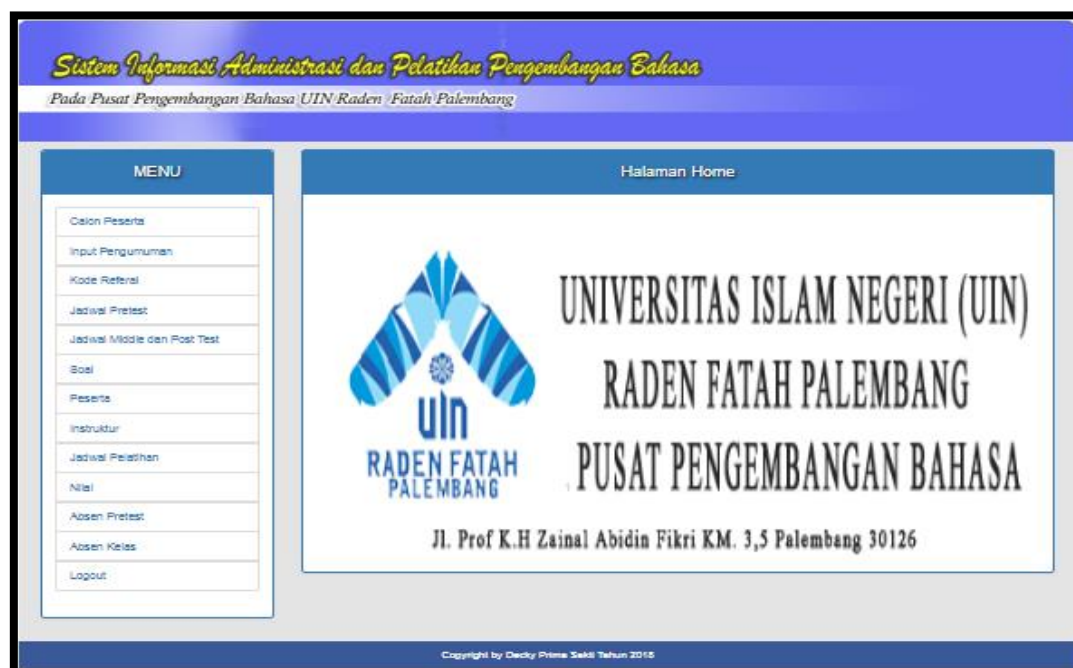 Sistem Informasi Administrasi dan Pelatihan Pengembangan Bahasa
Pada Pusat Pengembangan Bahasa UIN Raden Fatah Palembang
MENU
Calon Peserta
Input Pengumuman
Kode Referal
Jadwal Pretest
Jadwal Middle dan Post Test
Soal
Peserta
Instruktur
Jadwal Pelatihan
Nilai
Absen Pretest
Absen Kelas
Logout
Halaman Home
uin
RADEN FATAH
PALEMBANG
UNIVERSITAS ISLAM NEGERI (UIN)
RADEN FATAH PALEMBANG
PUSAT PENGEMBANGAN BAHASA
Jl. Prof K.H Zainal Abidin Fikri KM. 3,5 Palembang 30126
Copyright by Decky Prima Sakti Tahun 2018